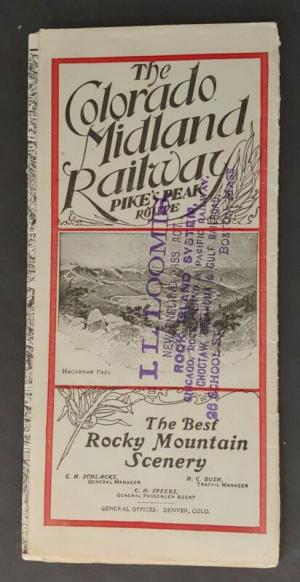 The
Colorado
Midland
Railway
PIKE'S PEAK
ROUTE
HAGERMAN PASS
The Best
Rocky Mountain
Scenery
C. H. SCHLACKS,
GENERAL MANAGER
H. C. BUSH,
TRAFFIC MANAGER
C. H. SPEERS,
GENERAL PASSENGER AGENT
GENERAL OFFICES: DENVER, COLO.
I. L. LOOMIS
NEW ENGLAND PASS. AGT.
ROCK ISLAND SYSTEM,
CHICAGO, ROCK ISLAND & PACIFIC RAILWAY,
CHOCTAW, OKLAHOMA & GULF RAILROAD,
26 SCHOOL ST. BOSTON, MASS.